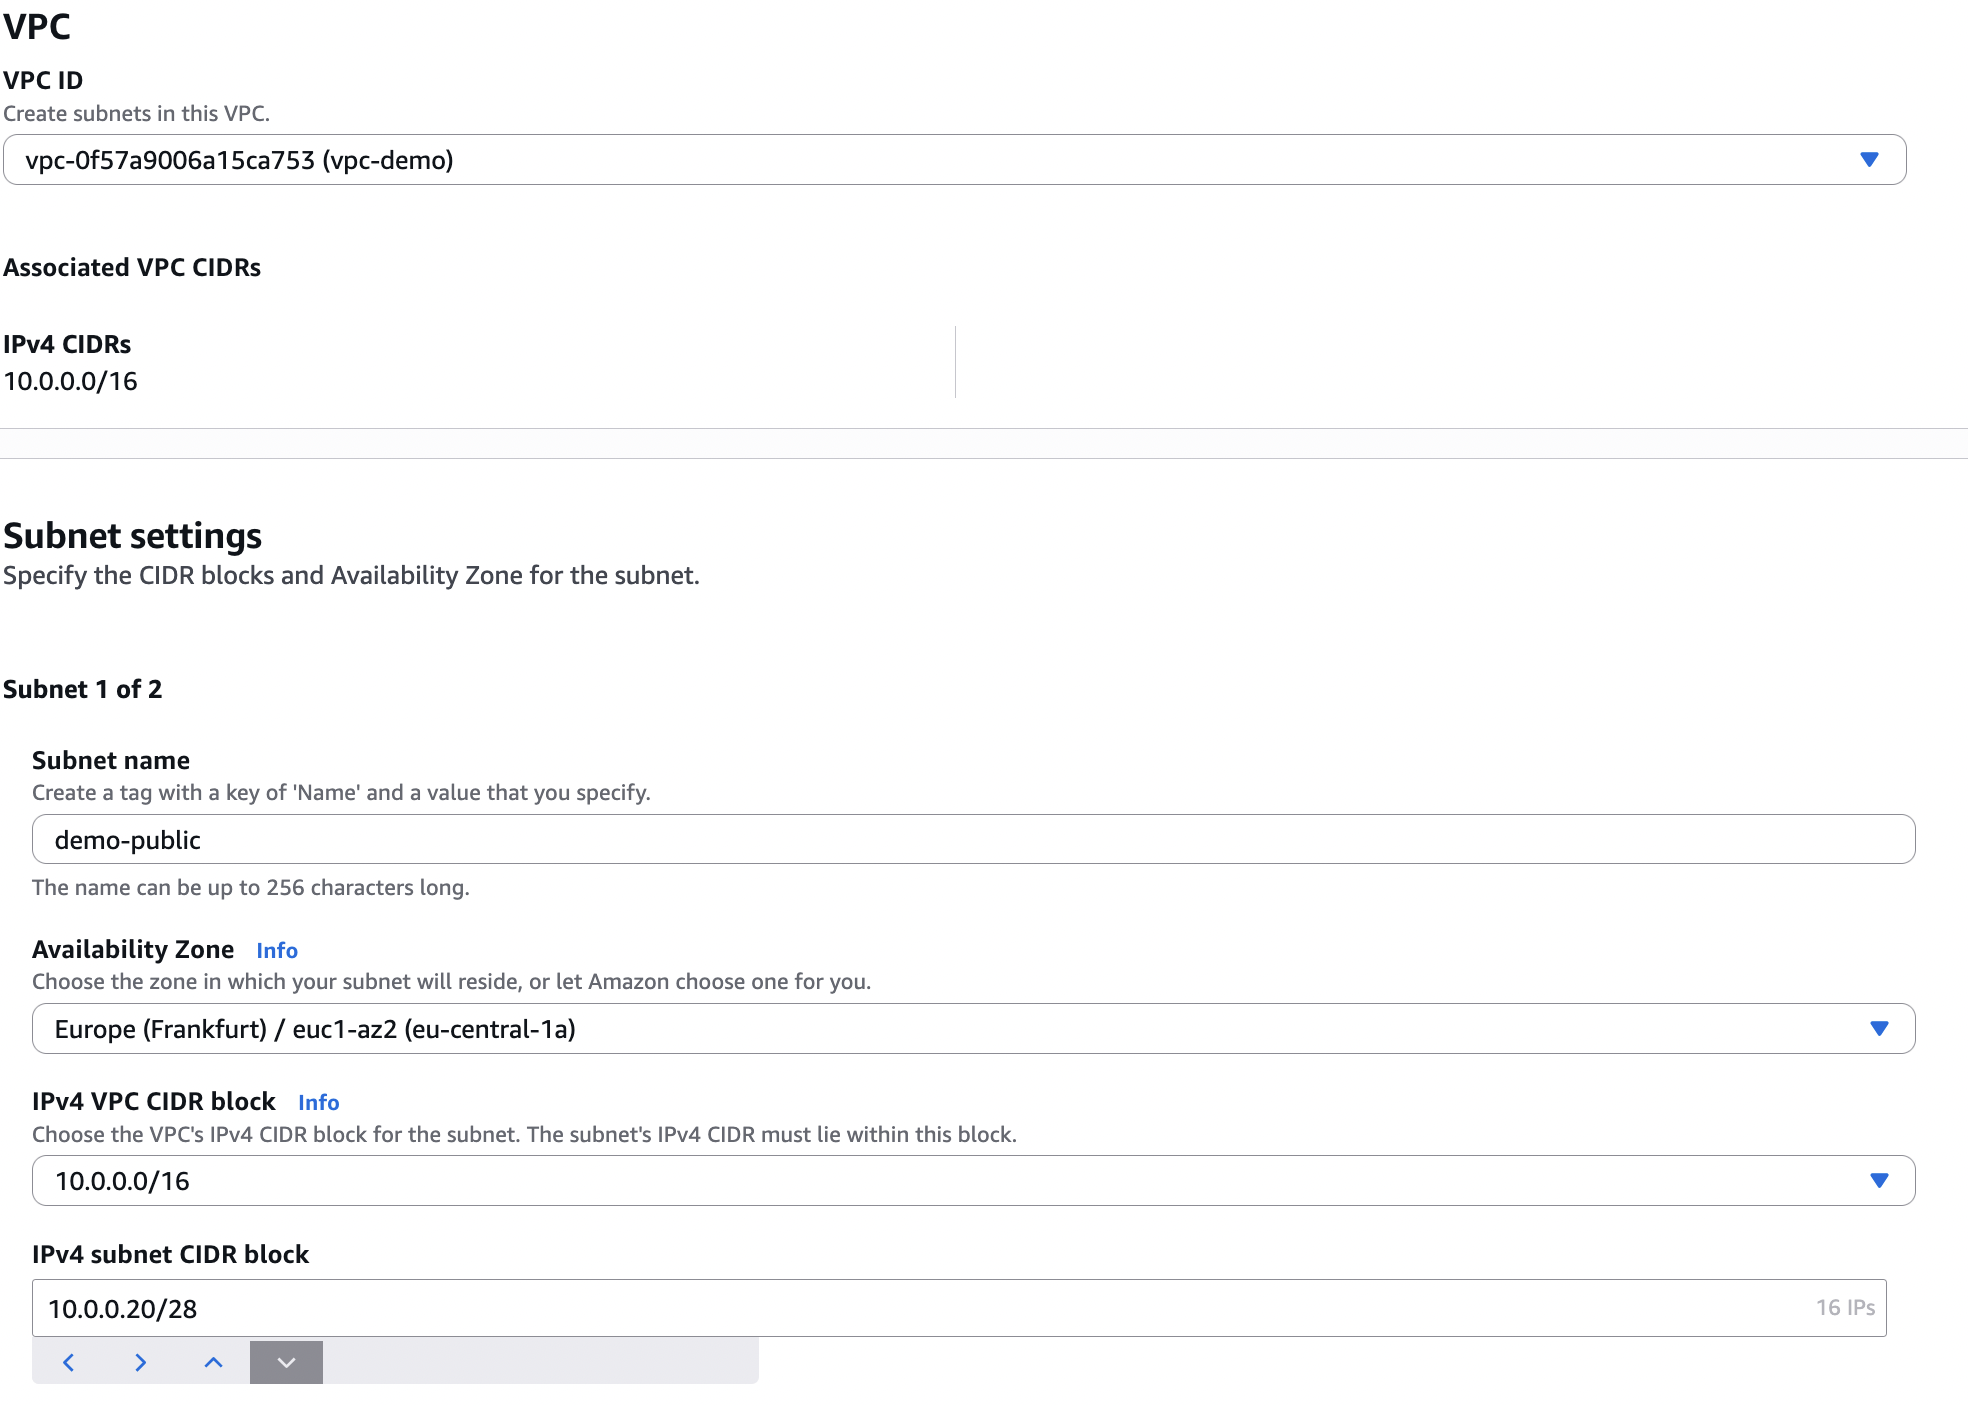 VPC
VPC ID
Create subnets in this VPC.
vpc-0f57a9006a15ca753 (vpc-demo)
Associated VPC CIDRs
IPv4 CIDRs
10.0.0.0/16
Subnet settings
Specify the CIDR blocks and Availability Zone for the subnet.
Subnet 1 of 2
Subnet name
Create a tag with a key of 'Name' and a value that you specify.
demo-public
The name can be up to 256 characters long.
Availability Zone Info
Choose the zone in which your subnet will reside, or let Amazon choose one for you.
Europe (Frankfurt) / euc1-az2 (eu-central-1a)
IPv4 VPC CIDR block Info
Choose the VPC's IPv4 CIDR block for the subnet. The subnet's IPv4 CIDR must lie within this block.
10.0.0.0/16
IPv4 subnet CIDR block
10.0.0.20/28 16 IPs